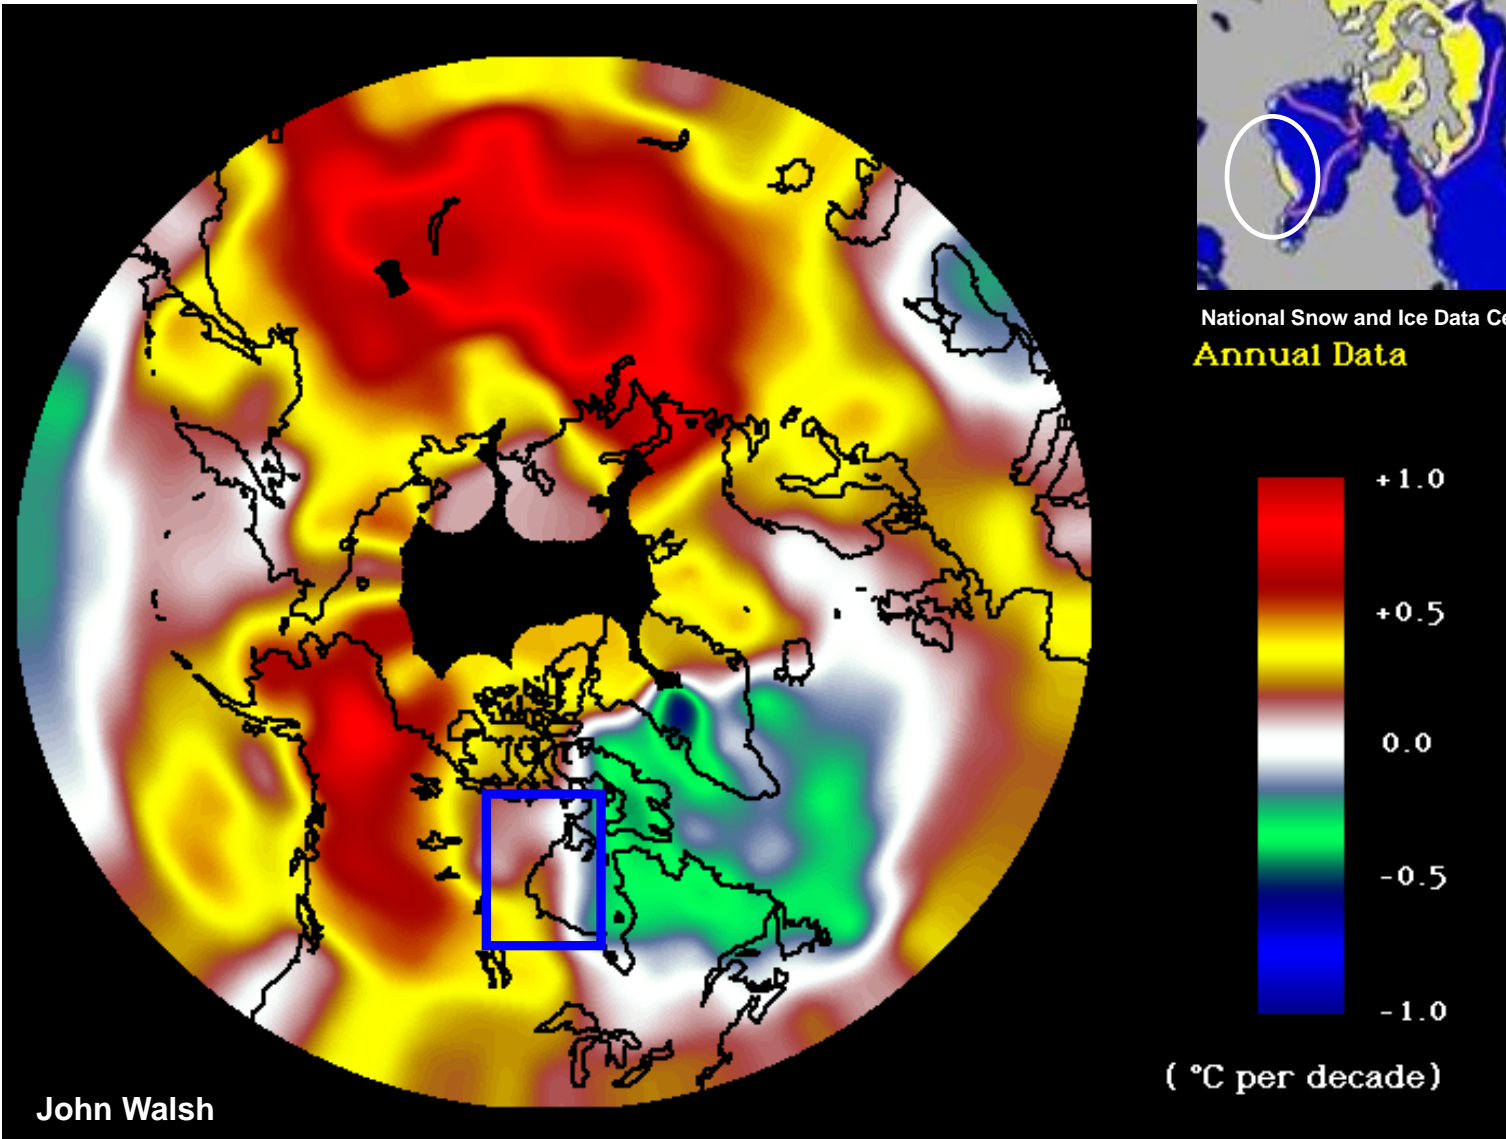 National Snow and Ice Data Ce
Annual Data
+1.0
+0.5
0.0
-0.5
-1.0
( °C per decade)
John Walsh